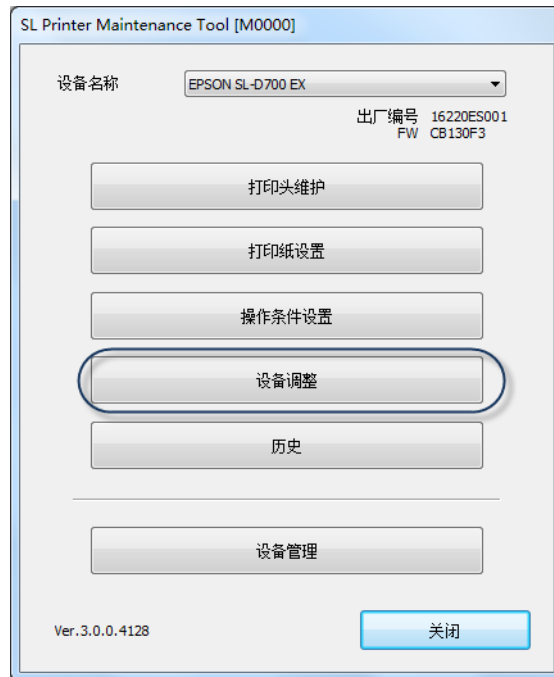 SL Printer Maintenance Tool [M0000]
设备名称 EPSON SL-D700 EX
出厂编号 16220ES001
FW CB130F3
打印头维护
打印纸设置
操作条件设置
设备调整
历史
设备管理
Ver.3.0.0.4128 关闭